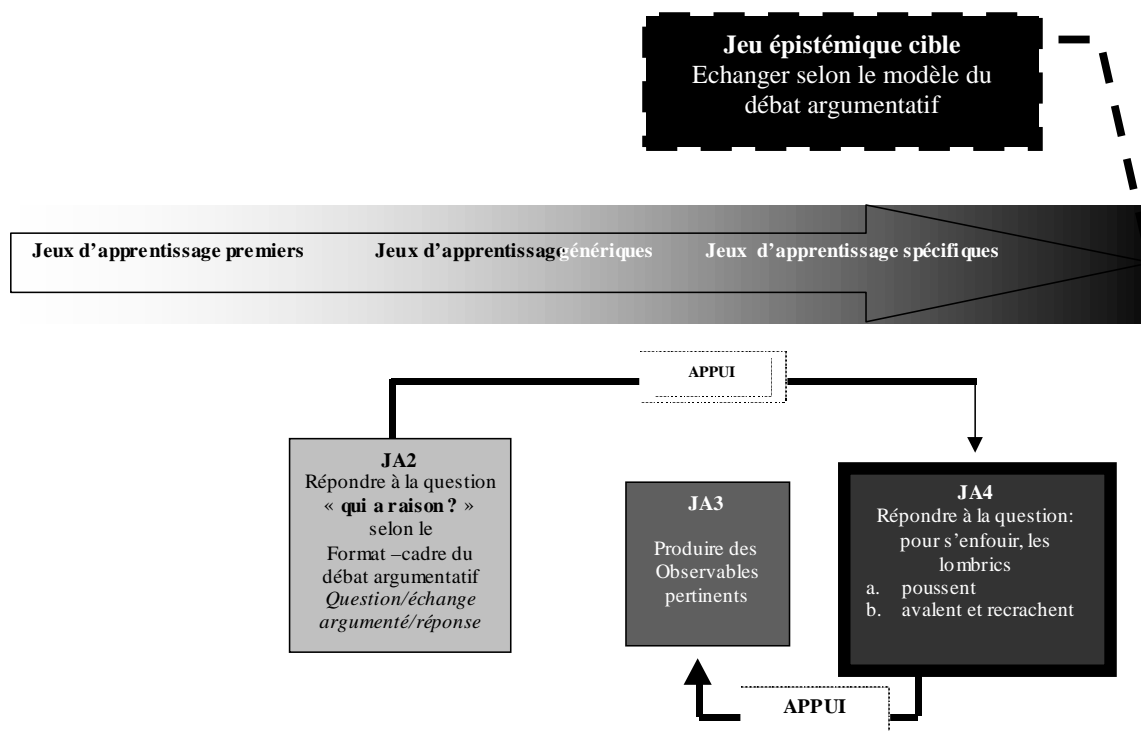 Jeu épistémique cible
Echanger selon le modèle du
débat argumentatif
Jeux d'apprentissage premiers
Jeux d'apprentissage génériques
Jeux d'apprentissage spécifiques
APPUI
JA2
Répondre à la question
« qui a raison ? »
selon le
Format –cadre du
débat argumentatif
Question/échange
argumenté/réponse
JA3
Produire des
Observables
pertinents
JA4
Répondre à la question:
pour s'enfouir, les
lombrics
a. poussent
b. avalent et recrachent
APPUI